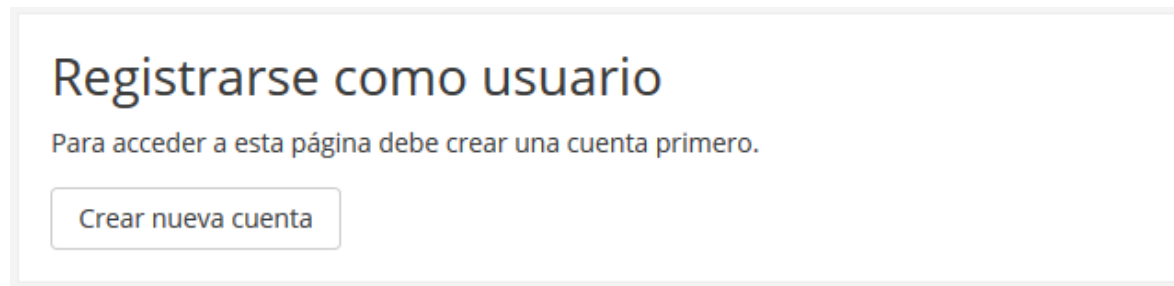 Registrarse como usuario
Para acceder a esta página debe crear una cuenta primero.
Crear nueva cuenta